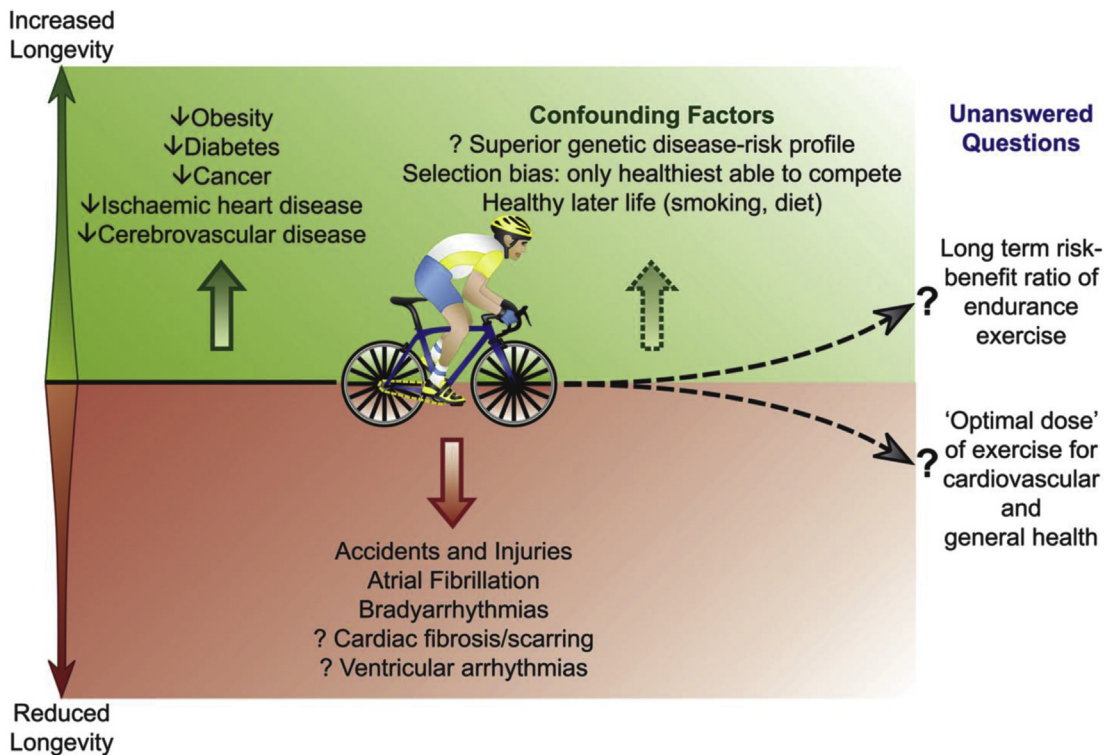 Increased
Longevity
↓Obesity
↓Diabetes
↓Cancer
↓Ischaemic heart disease
↓Cerebrovascular disease
Confounding Factors
? Superior genetic disease-risk profile
Selection bias: only healthiest able to compete
Healthy later life (smoking, diet)
Unanswered
Questions
?
Long term risk-
benefit ratio of
endurance
exercise
?
‘Optimal dose’
of exercise for
cardiovascular
and
general health
Accidents and Injuries
Atrial Fibrillation
Bradyarrhythmias
? Cardiac fibrosis/scarring
? Ventricular arrhythmias
Reduced
Longevity